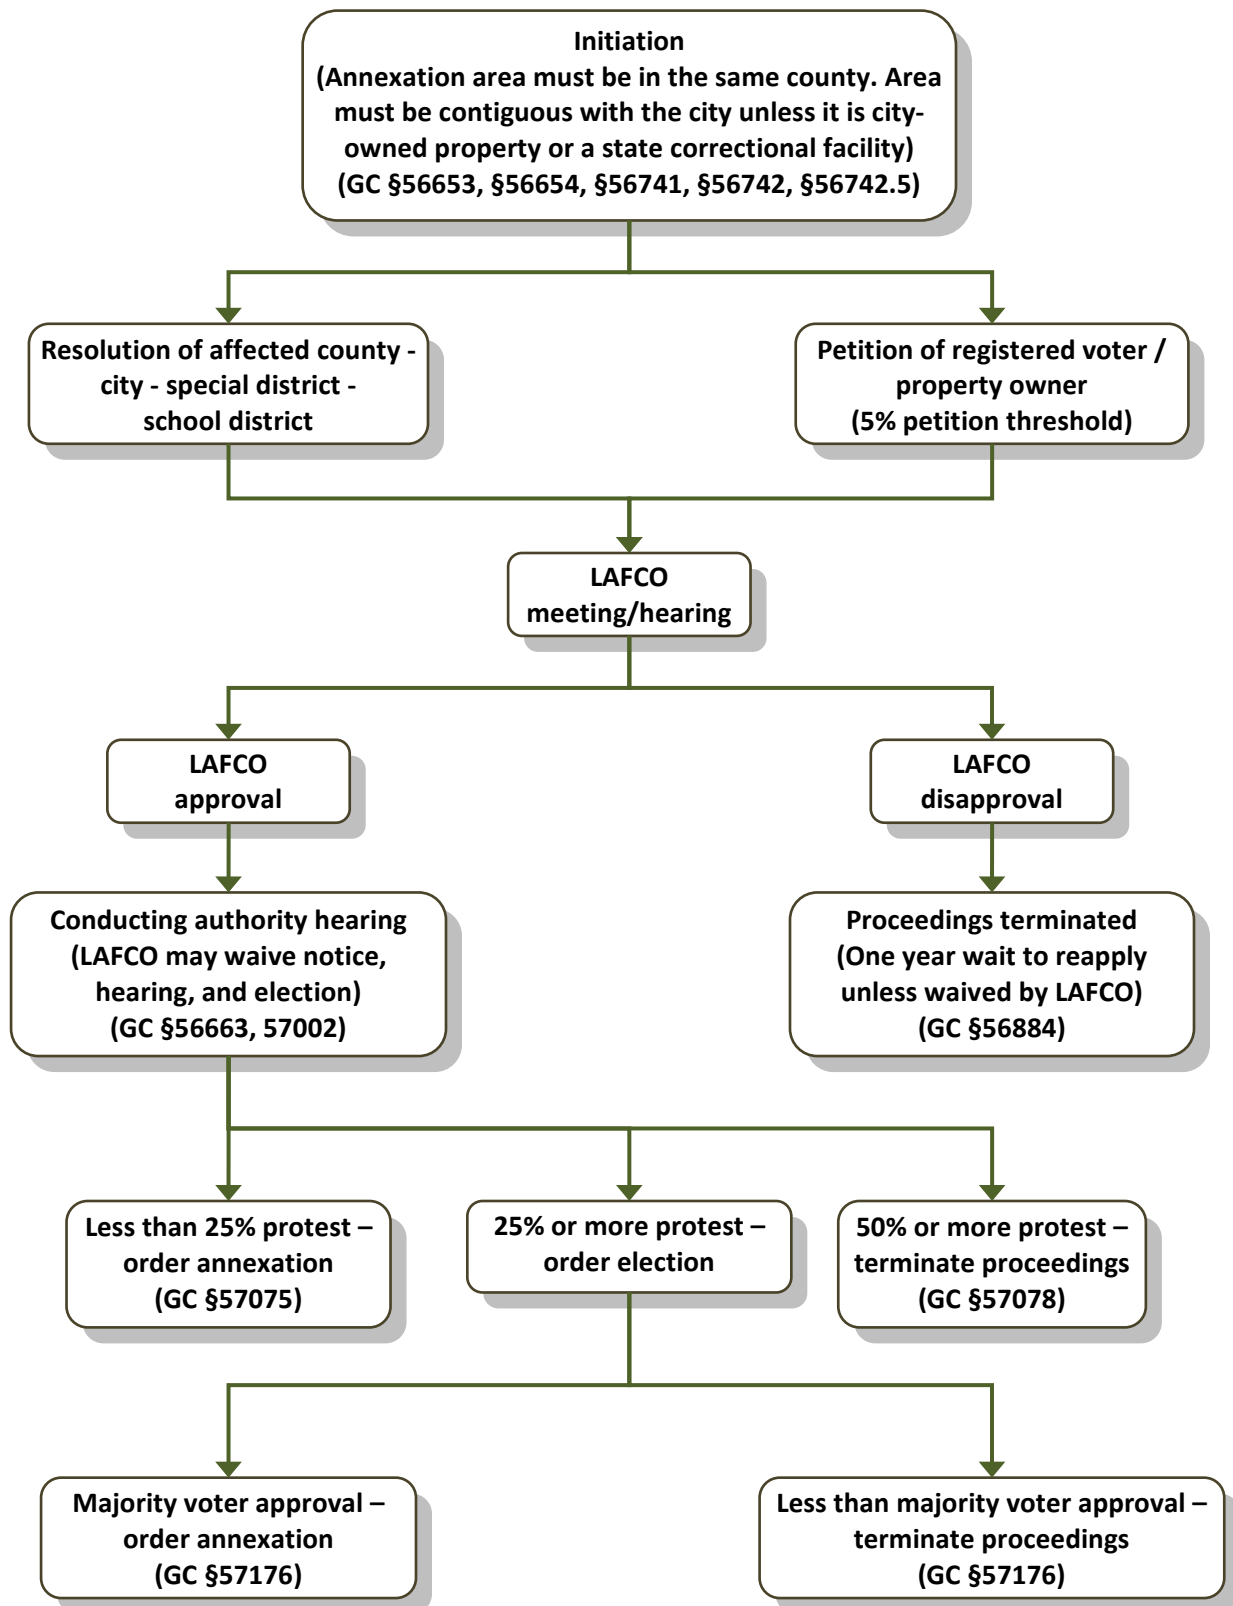 Initiation
(Annexation area must be in the same county. Area
must be contiguous with the city unless it is city-
owned property or a state correctional facility)
(GC §56653, §56654, §56741, §56742, §56742.5)
Resolution of affected county -
city - special district -
school district
Petition of registered voter /
property owner
(5% petition threshold)
LAFCO
meeting/hearing
LAFCO
approval
LAFCO
disapproval
Conducting authority hearing
(LAFCO may waive notice,
hearing, and election)
(GC §56663, 57002)
Proceedings terminated
(One year wait to reapply
unless waived by LAFCO)
(GC §56884)
Less than 25% protest –
order annexation
(GC §57075)
25% or more protest –
order election
50% or more protest –
terminate proceedings
(GC §57078)
Majority voter approval –
order annexation
(GC §57176)
Less than majority voter approval –
terminate proceedings
(GC §57176)